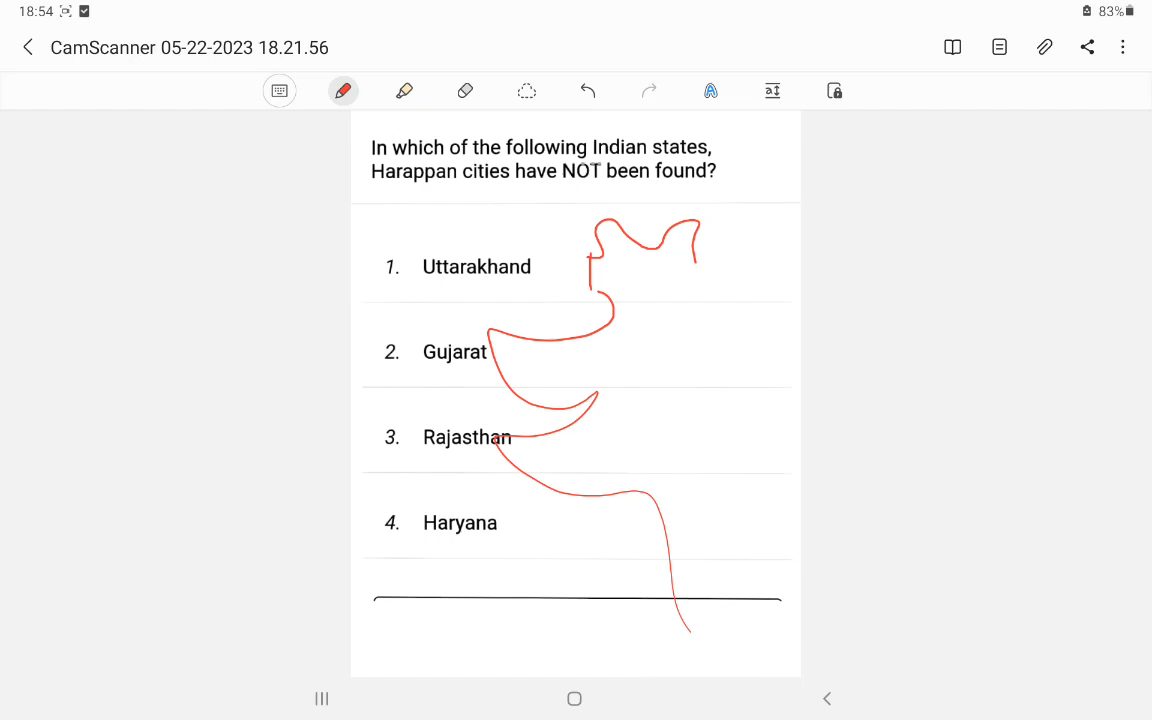 18:54
83%
CamScanner 05-22-2023 18.21.56
In which of the following Indian states,
Harappan cities have NOT been found?
1. Uttarakhand
2. Gujarat
3. Rajasthan
4. Haryana